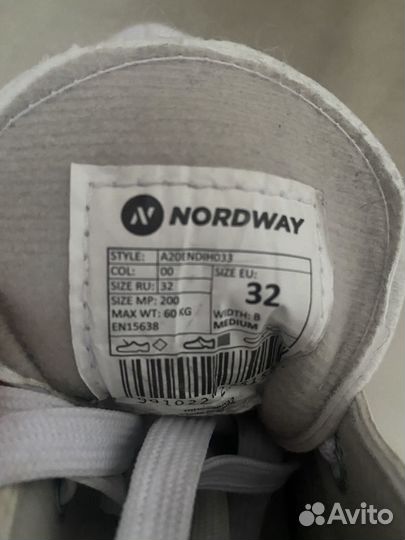 NORDWAY
STYLE: A20ENDIH033
COL: 00 SIZE EU:
SIZE RU: 32 32
SIZE MP: 200
MAX WT: 60 KG WIDTH: B
EN15638 MEDIUM
Avito